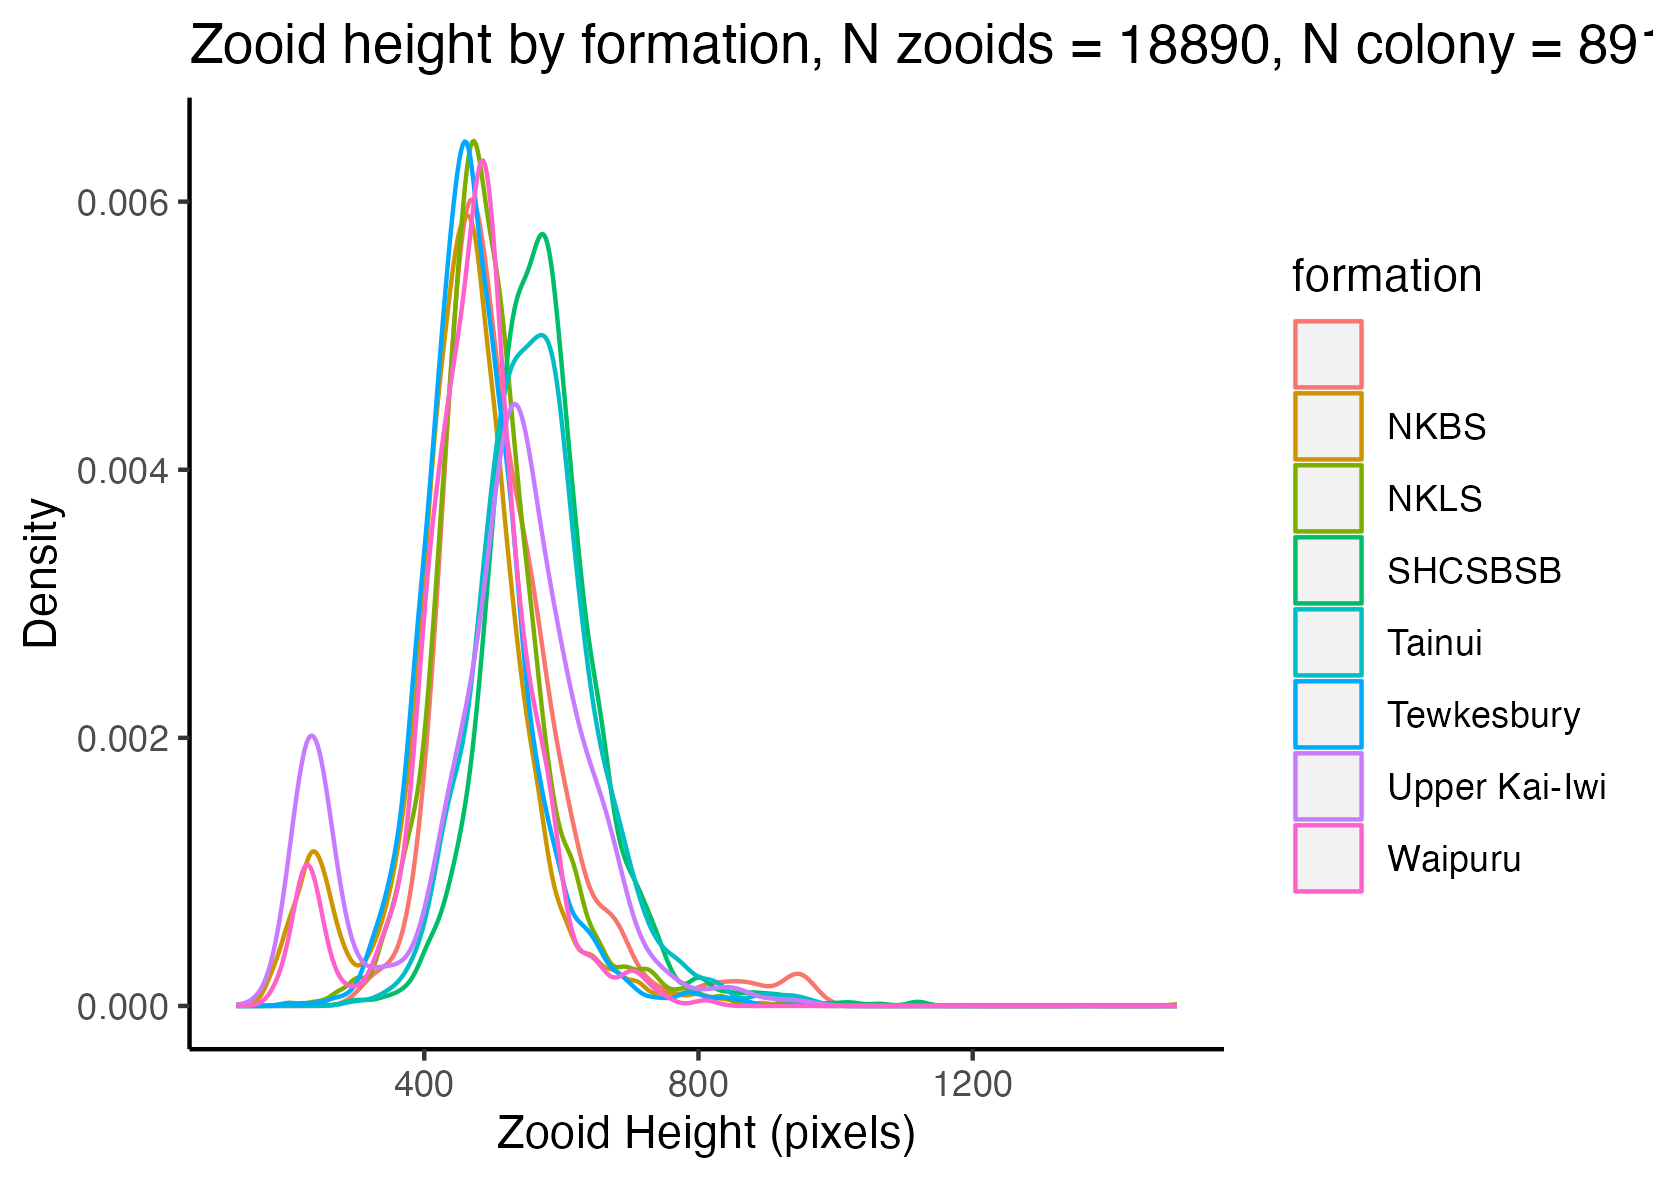 Zooid height by formation, N zooids = 18890, N colony = 891
0.006
0.004
0.002
0.000
Density
400 800 1200
Zooid Height (pixels)
formation
NKBS
NKLS
SHCSBSB
Tainui
Tewkesbury
Upper Kai-Iwi
Waipuru